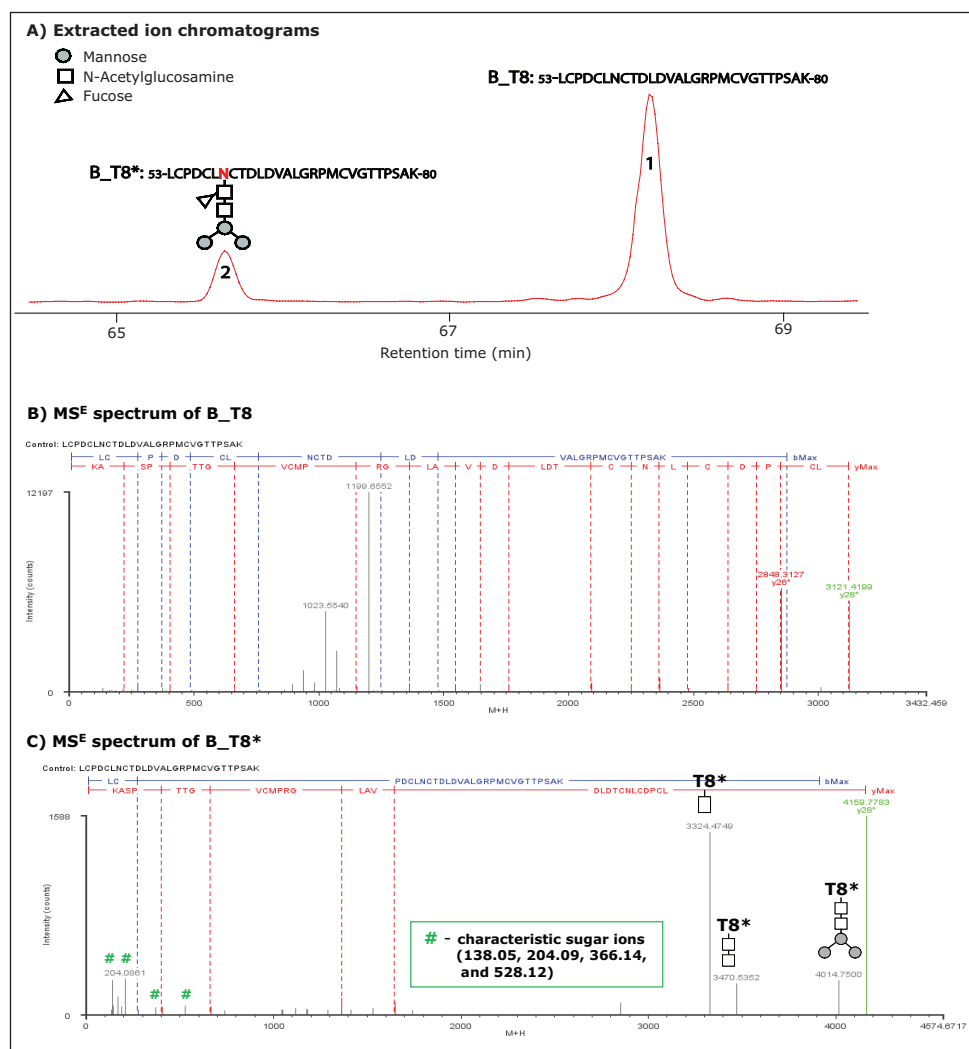 A) Extracted ion chromatograms
Mannose
N-Acetylglucosamine
Fucose
B_T8: 53-LCPDCLNCTDLDVALGRPMCVGTTPSAK-80
B_T8*: 53-LCPDCLNCTDLDVALGRPMCVGTTPSAK-80
1
2
65 67 69
Retention time (min)
B) MSE spectrum of B_T8
Control: LCPDCLNCTDLDVALGRPMCVGTTPSAK
LC P D CL NCTD LD VALGRPMCVGTTPSAK bMax
KA SP TTG VCMP RG LA V D LDT C N L C D P CL yMax
12197
1199.6552
1023.5540
2848.3127
y26"
3121.4199
y28"
Intensity (counts)
0
0 500 1000 1500 2000 2500 3000 3432.459
M+H
C) MSE spectrum of B_T8*
Control: LCPDCLNCTDLDVALGRPMCVGTTPSAK
LC PDCLNCTDLDVALGRPMCVGTTPSAK bMax
KASP TTG VCMPRG LAV DLDTCNLCDPCL yMax
T8*
4159.7783
y28"
1588
3324.4749
T8*
T8*
# - characteristic sugar ions
(138.05, 204.09, 366.14,
and 528.12)
# #
204.0861
# #
3470.5352
4014.7500
Intensity (counts)
0
0 1000 2000 3000 4000 4574.6717
M+H